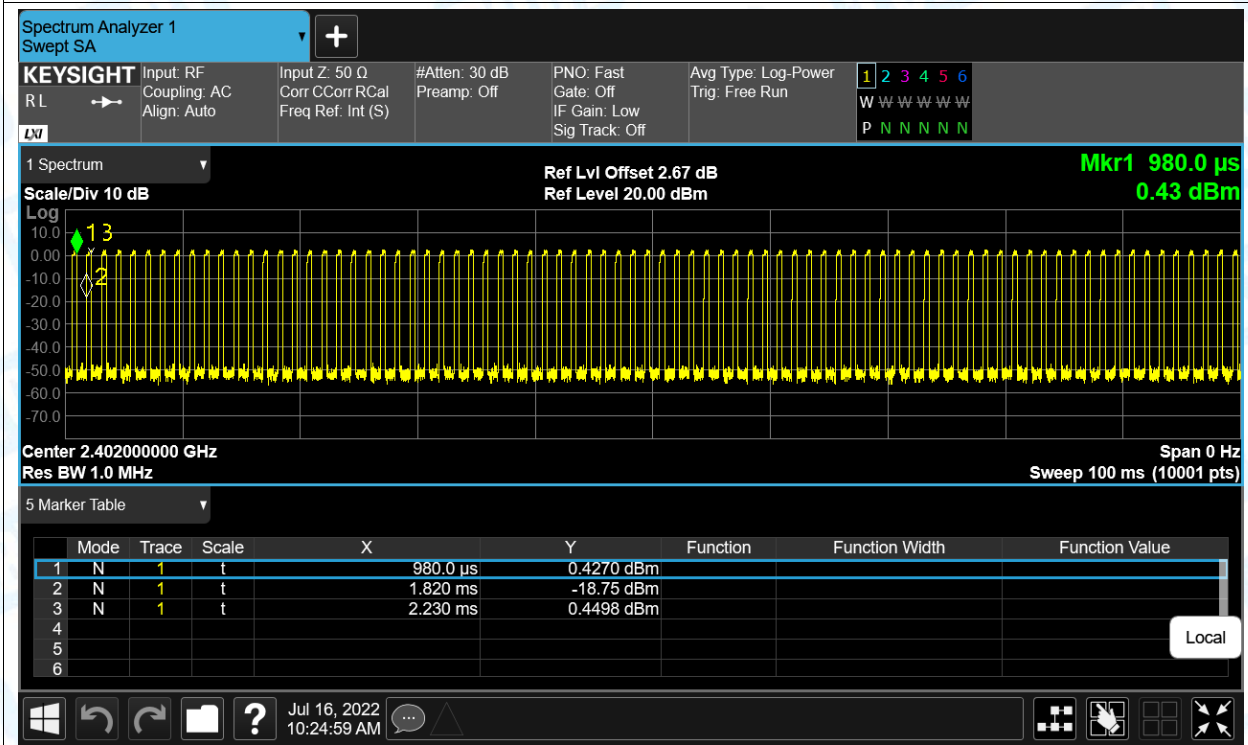 Spectrum Analyzer 1
Swept SA
KEYSIGHT
R L
LXI
Input: RF
Coupling: AC
Align: Auto
Input Z: 50 Ω
Corr CCorr RCal
Freq Ref: Int (S)
#Atten: 30 dB
Preamp: Off
PNO: Fast
Gate: Off
IF Gain: Low
Sig Track: Off
Avg Type: Log-Power
Trig: Free Run
1 2 3 4 5 6
W W W W W W
P N N N N N
1 Spectrum
Scale/Div 10 dB
Ref Lvl Offset 2.67 dB
Ref Level 20.00 dBm
Mkr1 980.0 µs
0.43 dBm
Log
10.0
0.00
-10.0
-20.0
-30.0
-40.0
-50.0
-60.0
-70.0
1 3
2
Center 2.402000000 GHz
Res BW 1.0 MHz
Span 0 Hz
Sweep 100 ms (10001 pts)
5 Marker Table
Mode Trace Scale X Y Function Function Width Function Value
1 N 1 t 980.0 µs 0.4270 dBm
2 N 1 t 1.820 ms -18.75 dBm
3 N 1 t 2.230 ms 0.4498 dBm
4
5
6
Local
?
Jul 16, 2022
10:24:59 AM